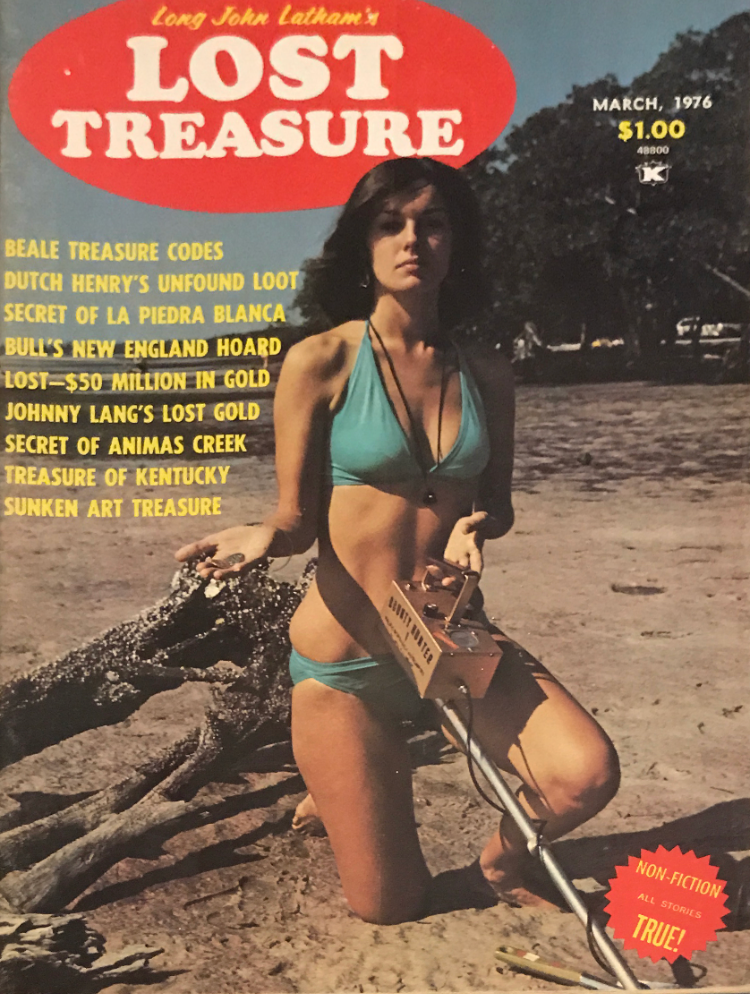 Long John Latham's
LOST
TREASURE
MARCH, 1976
$1.00
48800
K
BEALE TREASURE CODES
DUTCH HENRY'S UNFOUND LOOT
SECRET OF LA PIEDRA BLANCA
BULL'S NEW ENGLAND HOARD
LOST—$50 MILLION IN GOLD
JOHNNY LANG'S LOST GOLD
SECRET OF ANIMAS CREEK
TREASURE OF KENTUCKY
SUNKEN ART TREASURE
BOUNTY HUNTER
NON-FICTION
ALL STORIES
TRUE!